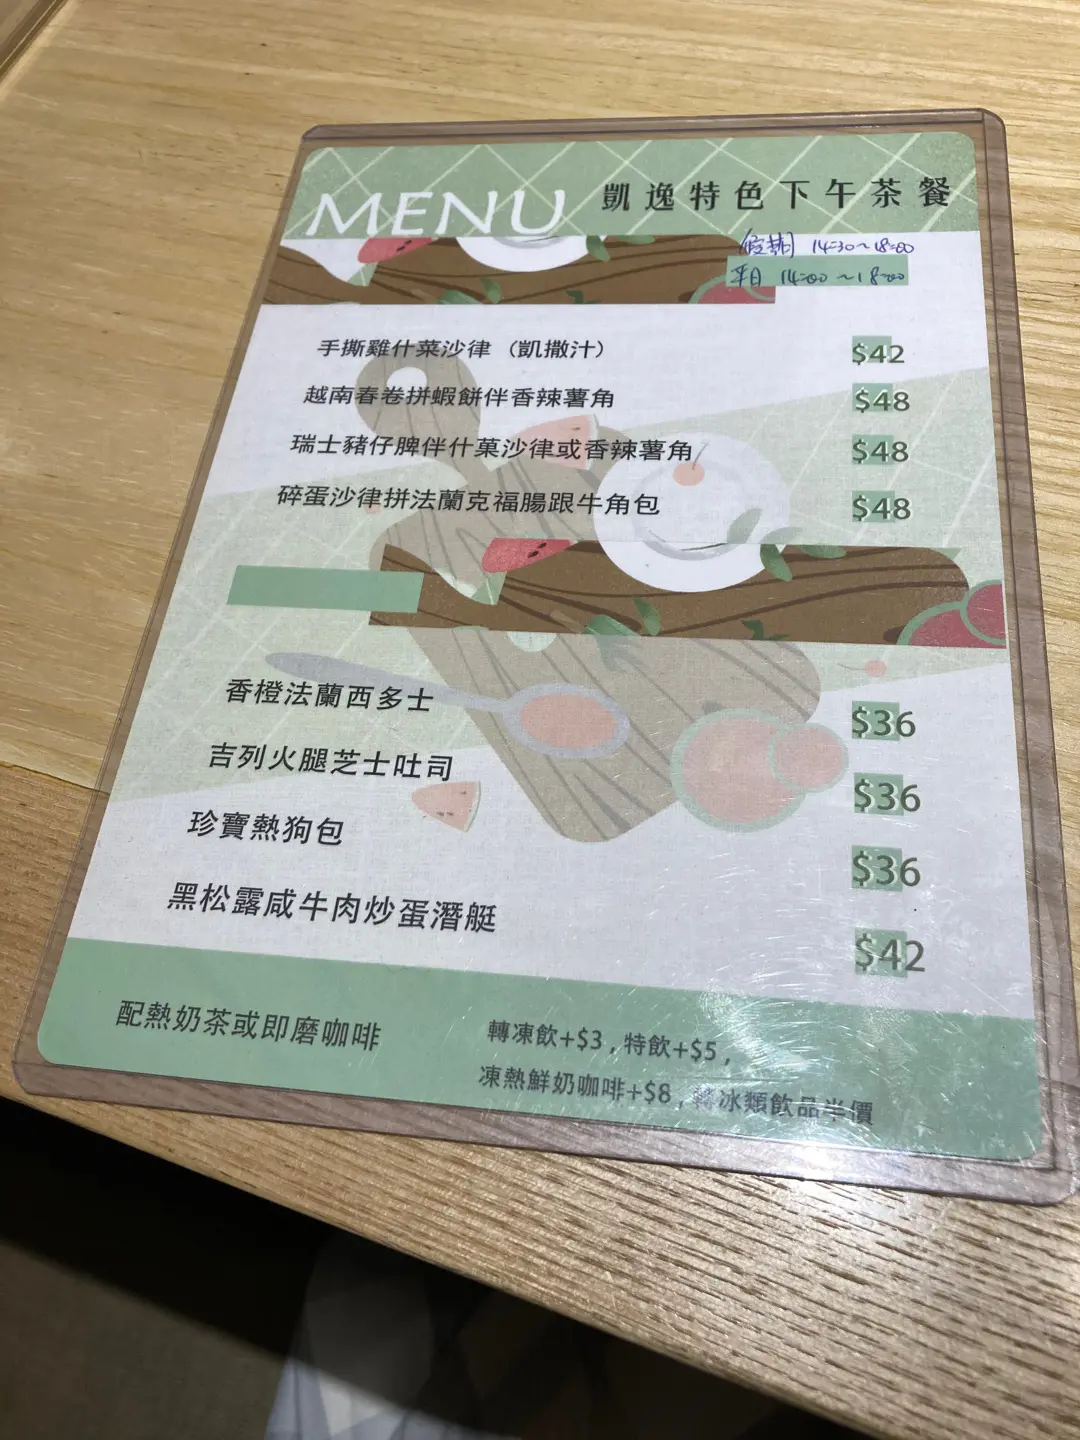 MENU 凱逸特色下午茶餐
假期 14:30~18:00
平日 14:00~18:00
手撕雞什菜沙律（凱撒汁） $42
越南春卷拼蝦餅伴香辣薯角 $48
瑞士豬仔脾伴什菓沙律或香辣薯角 $48
碎蛋沙律拼法蘭克福腸跟牛角包 $48
香橙法蘭西多士 $36
吉列火腿芝士吐司 $36
珍寶熱狗包 $36
黑松露咸牛肉炒蛋潛艇 $42
配熱奶茶或即磨咖啡
轉凍飲+$3，特飲+$5，
凍熱鮮奶咖啡+$8，轉冰類飲品半價